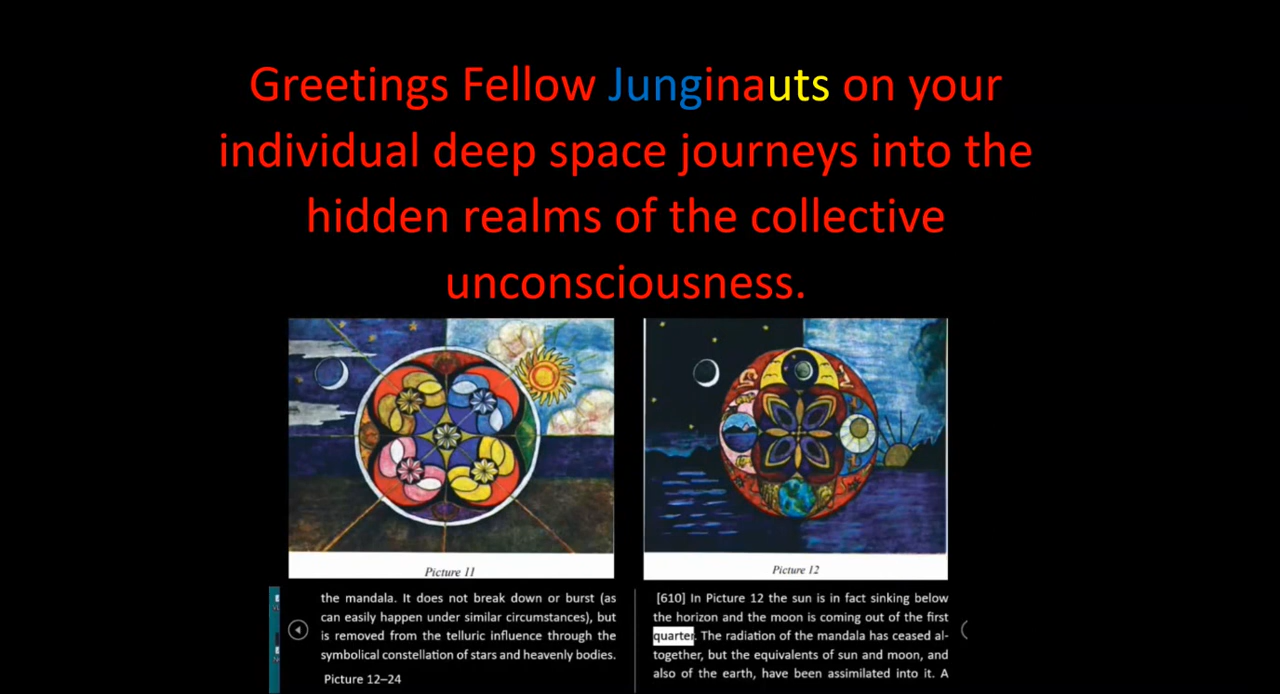 Greetings Fellow Junginauts on your
individual deep space journeys into the
hidden realms of the collective
unconsciousness.
Picture 11
Picture 12
the mandala. It does not break down or burst (as
can easily happen under similar circumstances), but
is removed from the telluric influence through the
symbolical constellation of stars and heavenly bodies.
Picture 12–24
[610] In Picture 12 the sun is in fact sinking below
the horizon and the moon is coming out of the first
quarter. The radiation of the mandala has ceased al-
together, but the equivalents of sun and moon, and
also of the earth, have been assimilated into it. A